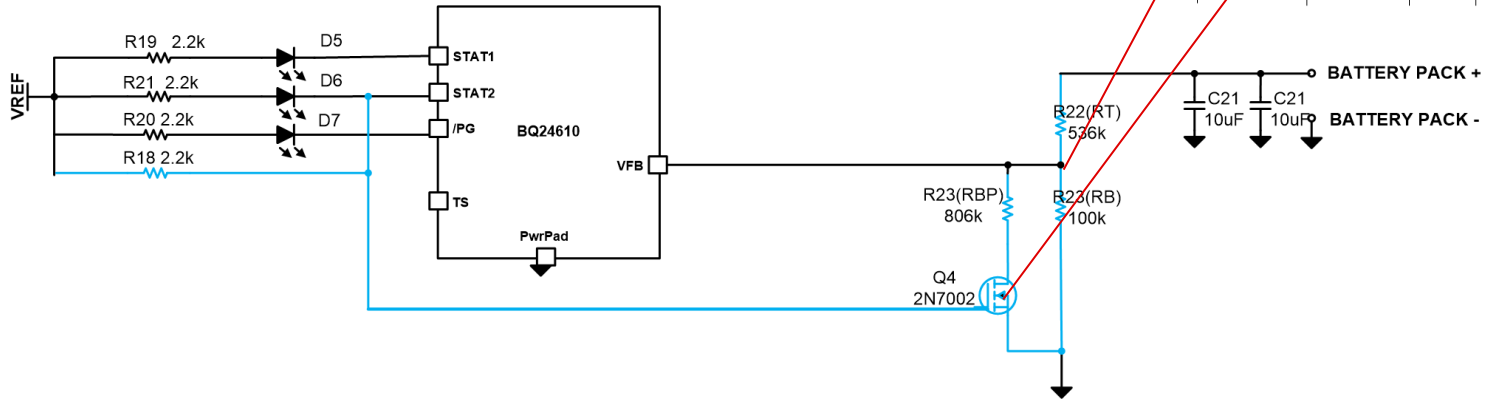 R19 2.2k
D5
STAT1
R21 2.2k
D6
STAT2
VREF
R20 2.2k
D7
/PG
BQ24610
R18 2.2k
VFB
TS
PwrPad
BATTERY PACK +
C21
10uF
C21
10uF
BATTERY PACK -
R22(RT)
536k
R23(RBP)
806k
R23(RB)
100k
Q4
2N7002